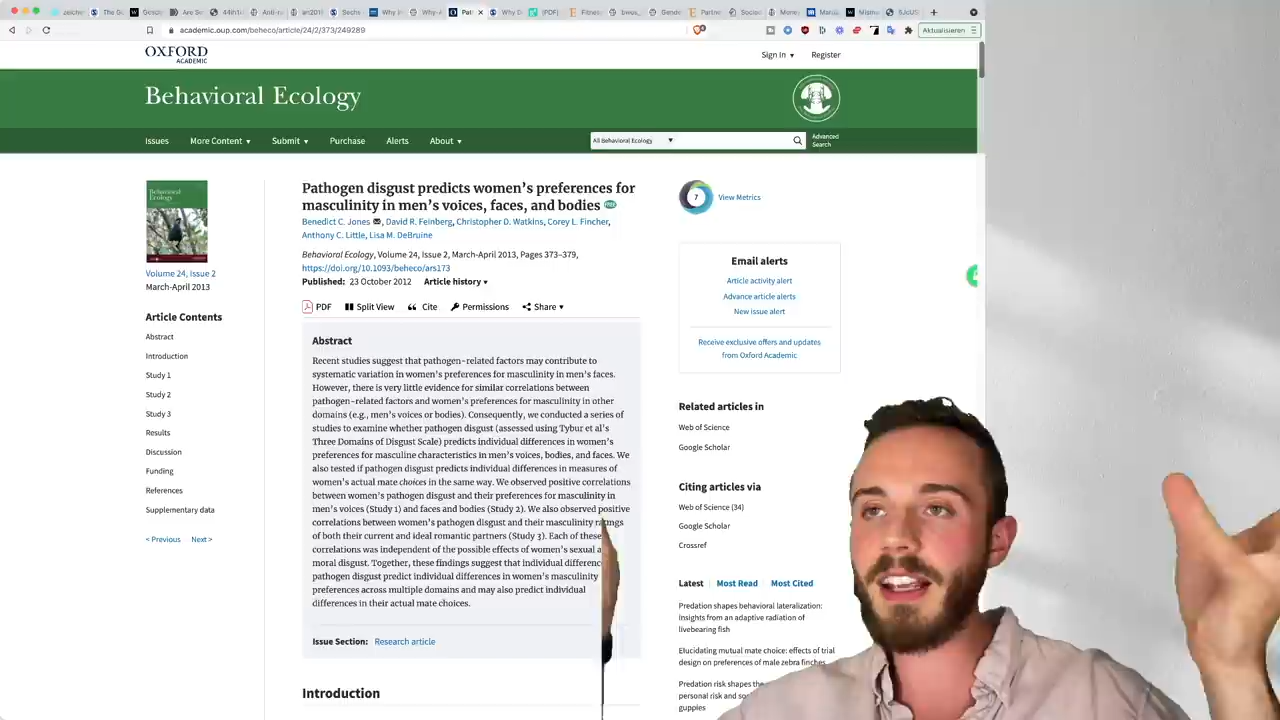 academic.oup.com/beheco/article/24/2/373/249289
Aktualisieren
OXFORD
ACADEMIC
Sign In
Register
Behavioral Ecology
Issues
More Content
Submit
Purchase
Alerts
About
All Behavioral Ecology
Advanced
Search
Behavioral
Ecology
Volume 24, Issue 2
March-April 2013
Article Contents
Abstract
Introduction
Study 1
Study 2
Study 3
Results
Discussion
Funding
References
Supplementary data
< Previous
Next >
Pathogen disgust predicts women’s preferences for
masculinity in men’s voices, faces, and bodies
Benedict C. Jones, David R. Feinberg, Christopher D. Watkins, Corey L. Fincher,
Anthony C. Little, Lisa M. DeBruine
Behavioral Ecology, Volume 24, Issue 2, March-April 2013, Pages 373–379,
https://doi.org/10.1093/beheco/ars173
Published: 23 October 2012 Article history
PDF
Split View
Cite
Permissions
Share
Abstract
Recent studies suggest that pathogen-related factors may contribute to
systematic variation in women’s preferences for masculinity in men’s faces.
However, there is very little evidence for similar correlations between
pathogen-related factors and women’s preferences for masculinity in other
domains (e.g., men’s voices or bodies). Consequently, we conducted a series of
studies to examine whether pathogen disgust (assessed using Tybur et al’s
Three Domains of Disgust Scale) predicts individual differences in women’s
preferences for masculine characteristics in men’s voices, bodies, and faces. We
also tested if pathogen disgust predicts individual differences in measures of
women’s actual mate choices in the same way. We observed positive correlations
between women’s pathogen disgust and their preferences for masculinity in
men’s voices (Study 1) and faces and bodies (Study 2). We also observed positive
correlations between women’s pathogen disgust and their masculinity ratings
of both their current and ideal romantic partners (Study 3). Each of these
correlations was independent of the possible effects of women’s sexual a
moral disgust. Together, these findings suggest that individual differenc
pathogen disgust predict individual differences in women’s masculinity
preferences across multiple domains and may also predict individual
differences in their actual mate choices.
Issue Section: Research article
Introduction
7
View Metrics
Email alerts
Article activity alert
Advance article alerts
New issue alert
Receive exclusive offers and updates
from Oxford Academic
Related articles in
Web of Science
Google Scholar
Citing articles via
Web of Science (34)
Google Scholar
Crossref
Latest
Most Read
Most Cited
Predation shapes behavioral lateralization:
insights from an adaptive radiation of
livebearing fish
Elucidating mutual mate choice: effects of trial
design on preferences of male zebra finches
Predation risk shapes the
personal risk and so
guppies